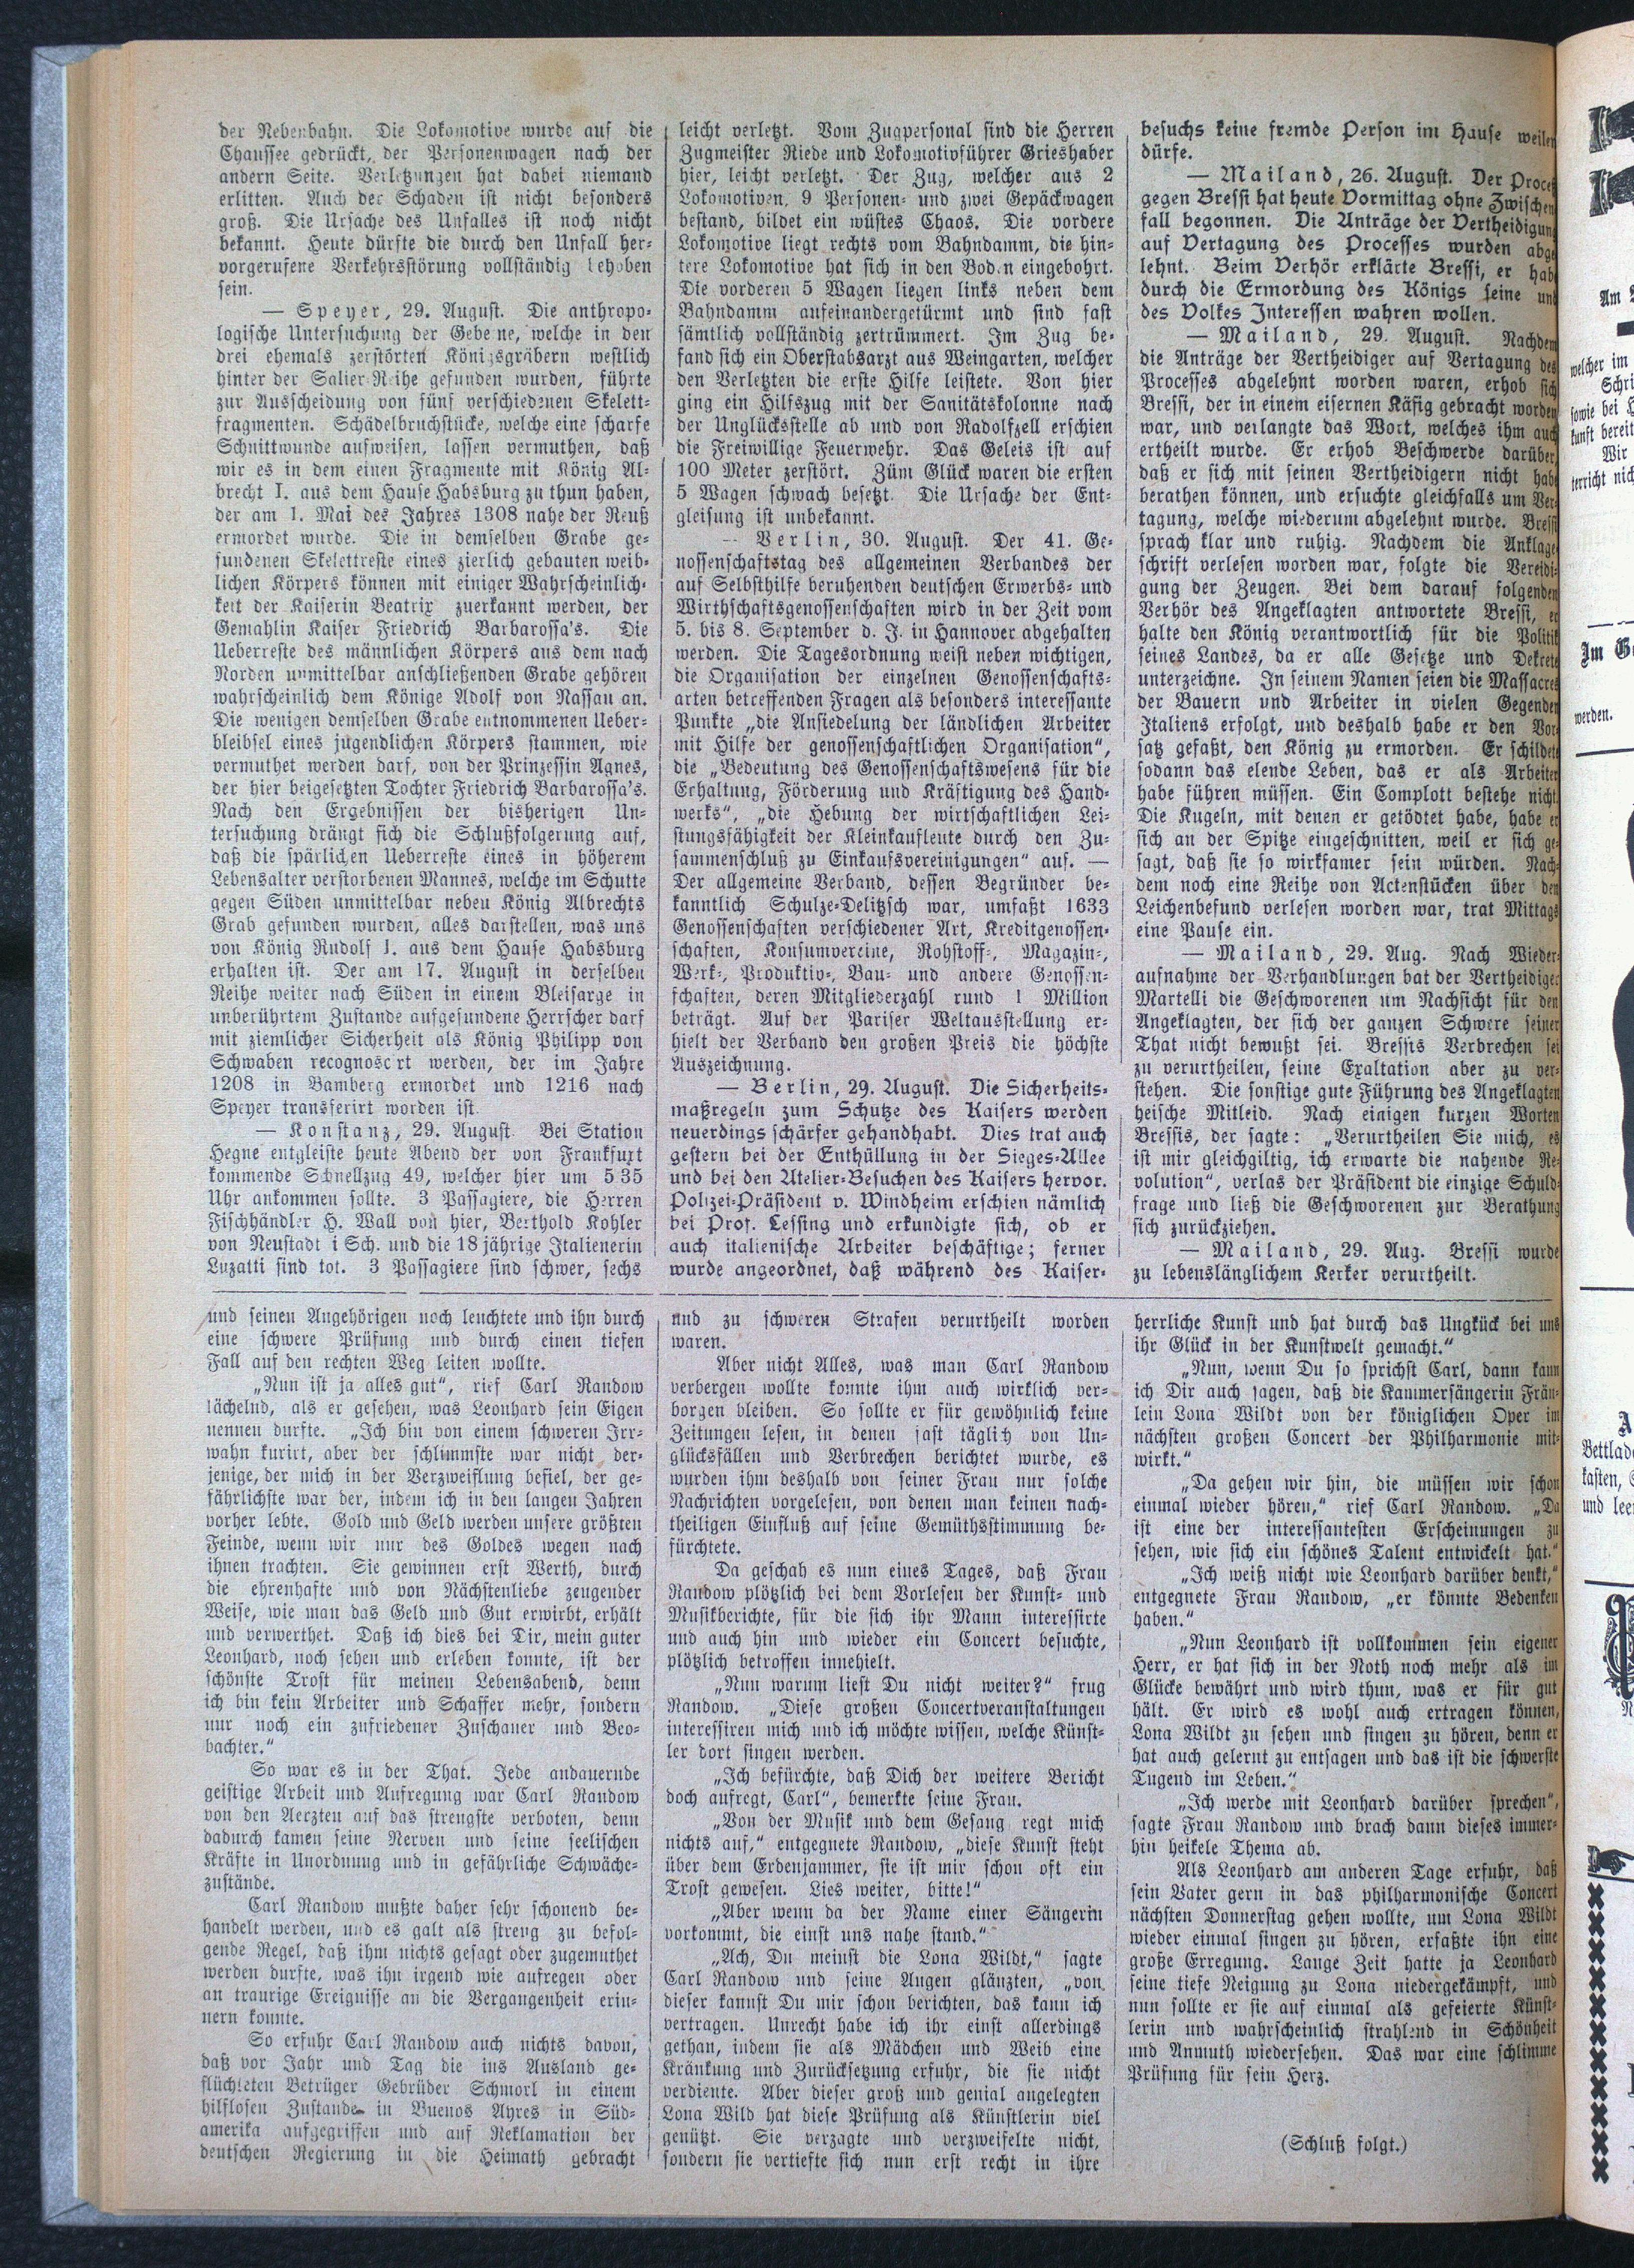 der Nebenbahn. Die Lokomotive wurde auf die
Chaussee gedrückt, der Personenwagen nach der
andern Seite. Verletzungen hat dabei niemand
erlitten. Auch der Schaden ist nicht besonders
groß. Die Ursache des Unfalles ist noch nicht
bekannt. Heute dürfte die durch den Unfall her-
vorgerufene Verkehrsstörung vollständig behoben
sein.
— Speyer, 29. August. Die anthropo-
logische Untersuchung der Gebeine, welche in den
drei ehemals zerstörten Königsgräbern westlich
hinter der Salier-Reihe gefunden wurden, führte
zur Ausscheidung von fünf verschiedenen Skelett-
fragmenten. Schädelbruchstücke, welche eine scharfe
Schnittwunde aufweisen, lassen vermuthen, daß
wir es in dem einen Fragmente mit König Al-
brecht I. aus dem Hause Habsburg zu thun haben,
der am 1. Mai des Jahres 1308 nahe der Reuß
ermordet wurde. Die in demselben Grabe ge-
fundenen Skelettreste eines zierlich gebauten weib-
lichen Körpers können mit einiger Wahrscheinlich-
keit der Kaiserin Beatrix zuerkannt werden, der
Gemahlin Kaiser Friedrich Barbarossa's. Die
Ueberreste des männlichen Körpers aus dem nach
Norden unmittelbar anschließenden Grabe gehören
wahrscheinlich dem Könige Adolf von Nassau an.
Die wenigen demselben Grabe entnommenen Ueber-
bleibsel eines jugendlichen Körpers stammen, wie
vermuthet werden darf, von der Prinzessin Agnes,
der hier beigesetzten Tochter Friedrich Barbarossa's.
Nach den Ergebnissen der bisherigen Un-
tersuchung drängt sich die Schlußfolgerung auf,
daß die spärlichen Ueberreste eines in höherem
Lebensalter verstorbenen Mannes, welche im Schutte
gegen Süden unmittelbar neben König Albrechts
Grab gefunden wurden, alles darstellen, was uns
von König Rudolf I. aus dem Hause Habsburg
erhalten ist. Der am 17. August in derselben
Reihe weiter nach Süden in einem Bleisarge in
unberührtem Zustande aufgefundene Herrscher darf
mit ziemlicher Sicherheit als König Philipp von
Schwaben recognoscirt werden, der im Jahre
1208 in Bamberg ermordet und 1216 nach
Speyer transferirt worden ist.
— Konstanz, 29. August. Bei Station
Hegne entgleiste heute Abend der von Frankfurt
kommende Schnellzug 49, welcher hier um 5 35
Uhr ankommen sollte. 3 Passagiere, die Herren
Fischhändler H. Wall von hier, Berthold Kohler
von Neustadt i Sch. und die 18 jährige Italienerin
Luzatti sind tot. 3 Passagiere sind schwer, sechs
leicht verletzt. Vom Zugpersonal sind die Herren
Zugmeister Riede und Lokomotivführer Grieshaber
hier, leicht verletzt. Der Zug, welcher aus 2
Lokomotiven, 9 Personen- und zwei Gepäckwagen
bestand, bildet ein wüstes Chaos. Die vordere
Lokomotive liegt rechts vom Bahndamm, die hin-
tere Lokomotive hat sich in den Boden eingebohrt.
Die vorderen 5 Wagen liegen links neben dem
Bahndamm aufeinandergetürmt und sind fast
sämtlich vollständig zertrümmert. Im Zug be-
fand sich ein Oberstabsarzt aus Weingarten, welcher
den Verletzten die erste Hilfe leistete. Von hier
ging ein Hilfszug mit der Sanitätskolonne nach
der Unglücksstelle ab und von Radolfzell erschien
die Freiwillige Feuerwehr. Das Geleis ist auf
100 Meter zerstört. Züm Glück waren die ersten
5 Wagen schwach besetzt. Die Ursache der Ent-
gleisung ist unbekannt.
— Berlin, 30. August. Der 41. Ge-
nossenschaftstag des allgemeinen Verbandes der
auf Selbsthilfe beruhenden deutschen Erwerbs- und
Wirthschaftsgenossenschaften wird in der Zeit vom
5. bis 8. September d. J. in Hannover abgehalten
werden. Die Tagesordnung weist neben wichtigen,
die Organisation der einzelnen Genossenschafts-
arten betreffenden Fragen als besonders interessante
Punkte „die Ansiedelung der ländlichen Arbeiter
mit Hilfe der genossenschaftlichen Organisation“,
die „Bedeutung des Genossenschaftswesens für die
Erhaltung, Förderung und Kräftigung des Hand-
werks“, „die Hebung der wirtschaftlichen Lei-
stungsfähigkeit der Kleinkaufleute durch den Zu-
sammenschluß zu Einkaufsvereinigungen“ auf. —
Der allgemeine Verband, dessen Begründer be-
kanntlich Schulze-Delitzsch war, umfaßt 1633
Genossenschaften verschiedener Art, Kreditgenossen-
schaften, Konsumvereine, Rohstoff-, Magazin-,
Werk-, Produktiv-, Bau- und andere Genossen-
schaften, deren Mitgliederzahl rund 1 Million
beträgt. Auf der Pariser Weltausstellung er-
hielt der Verband den großen Preis die höchste
Auszeichnung.
— Berlin, 29. August. Die Sicherheits-
maßregeln zum Schutze des Kaisers werden
neuerdings schärfer gehandhabt. Dies trat auch
gestern bei der Enthüllung in der Sieges-Allee
und bei den Atelier-Besuchen des Kaisers hervor.
Polizei-Präsident v. Windheim erschien nämlich
bei Prof. Lessing und erkundigte sich, ob er
auch italienische Arbeiter beschäftige; ferner
wurde angeordnet, daß während des Kaiser-
besuchs keine fremde Person im Hause weilen
dürfe.
— Mailand, 26. August. Der Proceß
gegen Bressi hat heute Vormittag ohne Zwischen-
fall begonnen. Die Anträge der Vertheidigung
auf Vertagung des Processes wurden abge-
lehnt. Beim Verhör erklärte Bressi, er habe
durch die Ermordung des Königs seine und
des Volkes Interessen wahren wollen.
— Mailand, 29. August. Nachdem
die Anträge der Vertheidiger auf Vertagung des
Processes abgelehnt worden waren, erhob sich
Bressi, der in einem eisernen Käfig gebracht worden
war, und verlangte das Wort, welches ihm auch
ertheilt wurde. Er erhob Beschwerde darüber,
daß er sich mit seinen Vertheidigern nicht habe
berathen können, und ersuchte gleichfalls um Ver-
tagung, welche wiederum abgelehnt wurde. Bressi
sprach klar und ruhig. Nachdem die Anklage-
schrift verlesen worden war, folgte die Vereidi-
gung der Zeugen. Bei dem darauf folgenden
Verhör des Angeklagten antwortete Bressi, er
halte den König verantwortlich für die Politik
seines Landes, da er alle Gesetze und Dekrete
unterzeichne. In seinem Namen seien die Massacres
der Bauern und Arbeiter in vielen Gegenden
Italiens erfolgt, und deshalb habe er den Vor-
satz gefaßt, den König zu ermorden. Er schildete
sodann das elende Leben, das er als Arbeiter
habe führen müssen. Ein Complott bestehe nicht.
Die Kugeln, mit denen er getödtet habe, habe er
sich an der Spitze eingeschnitten, weil er sich ge-
sagt, daß sie so wirksamer sein würden. Nach-
dem noch eine Reihe von Actenstücken über den
Leichenbefund verlesen worden war, trat Mittags
eine Pause ein.
— Mailand, 29. Aug. Nach Wieder-
aufnahme der Verhandlungen bat der Vertheidiger
Martelli die Geschworenen um Nachsicht für den
Angeklagten, der sich der ganzen Schwere seiner
That nicht bewußt sei. Bressis Verbrechen sei
zu verurtheilen, seine Exaltation aber zu ver-
stehen. Die sonstige gute Führung des Angeklagten
heische Mitleid. Nach einigen kurzen Worten
Bressis, der sagte: „Verurtheilen Sie mich, es
ist mir gleichgiltig, ich erwarte die nahende Re-
volution“, verlas der Präsident die einzige Schuld-
frage und ließ die Geschworenen zur Berathung
sich zurückziehen.
— Mailand, 29. Aug. Bressi wurde
zu lebenslänglichem Kerker verurtheilt.
und seinen Angehörigen noch leuchtete und ihn durch
eine schwere Prüfung und durch einen tiefen
Fall auf den rechten Weg leiten wollte.
„Nun ist ja alles gut“, rief Carl Randow
lächelnd, als er gesehen, was Leonhard sein Eigen
nennen durfte. „Ich bin von einem schweren Irr-
wahn kurirt, aber der schlimmste war nicht der-
jenige, der mich in der Verzweiflung befiel, der ge-
fährlichste war der, indem ich in den langen Jahren
vorher lebte. Gold und Geld werden unsere größten
Feinde, wenn wir nur des Goldes wegen nach
ihnen trachten. Sie gewinnen erst Werth, durch
die ehrenhafte und von Nächstenliebe zeugender
Weise, wie man das Geld und Gut erwirbt, erhält
und verwerthet. Daß ich dies bei Dir, mein guter
Leonhard, noch sehen und erleben konnte, ist der
schönste Trost für meinen Lebensabend, denn
ich bin kein Arbeiter und Schaffer mehr, sondern
nur noch ein zufriedener Zuschauer und Beo-
bachter.“
So war es in der That. Jede andauernde
geistige Arbeit und Aufregung war Carl Randow
von den Aerzten auf das strengste verboten, denn
dadurch kamen seine Nerven und seine seelischen
Kräfte in Unordnung und in gefährliche Schwäche-
zustände.
Carl Randow mußte daher sehr schonend be-
handelt werden, und es galt als streng zu befol-
gende Regel, daß ihm nichts gesagt oder zugemuthet
werden durfte, was ihn irgend wie aufregen oder
an traurige Ereignisse an die Vergangenheit erin-
nern konnte.
So erfuhr Carl Randow auch nichts davon,
daß vor Jahr und Tag die ins Ausland ge-
flüchteten Betrüger Gebrüder Schmorl in einem
hilflosen Zustande in Buenos Ayres in Süd-
amerika aufgegriffen und auf Reklamation der
deutschen Regierung in die Heimath gebracht
und zu schweren Strafen verurtheilt worden
waren.
Aber nicht Alles, was man Carl Randow
verbergen wollte konnte ihm auch wirklich ver-
borgen bleiben. So sollte er für gewöhnlich keine
Zeitungen lesen, in denen fast täglich von Un-
glücksfällen und Verbrechen berichtet wurde, es
wurden ihm deshalb von seiner Frau nur solche
Nachrichten vorgelesen, von denen man keinen nach-
theiligen Einfluß auf seine Gemüthsstimmung be-
fürchtete.
Da geschah es nun eines Tages, daß Frau
Randow plötzlich bei dem Vorlesen der Kunst- und
Musikberichte, für die sich ihr Mann interessirte
und auch hin und wieder ein Concert besuchte,
plötzlich betroffen innehielt.
„Nun warum liest Du nicht weiter?“ frug
Randow. „Diese großen Concertveranstaltungen
interessiren mich und ich möchte wissen, welche Künst-
ler dort singen werden.
„Ich befürchte, daß Dich der weitere Bericht
doch aufregt, Carl“, bemerkte seine Frau.
„Von der Musik und dem Gesang regt mich
nichts auf,“ entgegnete Randow, „diese Kunst steht
über dem Erdenjammer, sie ist mir schon oft ein
Trost gewesen. Lies weiter, bitte!“
„Aber wenn da der Name einer Sängerin
vorkommt, die einst uns nahe stand.“
„Ach, Du meinst die Lona Wildt,“ sagte
Carl Randow und seine Augen glänzten, „von
dieser kannst Du mir schon berichten, das kann ich
vertragen. Unrecht habe ich ihr einst allerdings
gethan, indem sie als Mädchen und Weib eine
Kränkung und Zurücksetzung erfuhr, die sie nicht
verdiente. Aber dieser groß und genial angelegten
Lona Wild hat diese Prüfung als Künstlerin viel
genützt. Sie verzagte und verzweifelte nicht,
sondern sie vertiefte sich nun erst recht in ihre
herrliche Kunst und hat durch das Ungkück bei uns
ihr Glück in der Kunstwelt gemacht.“
„Nun, wenn Du so sprichst Carl, dann kann
ich Dir auch sagen, daß die Kammersängerin Fräu-
lein Lona Wildt von der königlichen Oper im
nächsten großen Concert der Philharmonie mit-
wirkt.“
„Da gehen wir hin, die müssen wir schon
einmal wieder hören,“ rief Carl Randow. „Da
ist eine der interessantesten Erscheinungen zu
sehen, wie sich ein schönes Talent entwickelt hat.“
„Ich weiß nicht wie Leonhard darüber denkt,“
entgegnete Frau Randow, „er könnte Bedenken
haben.“
„Nun Leonhard ist vollkommen sein eigener
Herr, er hat sich in der Noth noch mehr als im
Glücke bewährt und wird thun, was er für gut
hält. Er wird es wohl auch ertragen können,
Lona Wildt zu sehen und singen zu hören, denn er
hat auch gelernt zu entsagen und das ist die schwerste
Tugend im Leben.“
„Ich werde mit Leonhard darüber sprechen“,
sagte Frau Randow und brach dann dieses immer-
hin heikele Thema ab.
Als Leonhard am anderen Tage erfuhr, daß
sein Vater gern in das philharmonische Concert
nächsten Donnerstag gehen wollte, um Lona Wildt
wieder einmal singen zu hören, erfaßte ihn eine
große Erregung. Lange Zeit hatte ja Leonhard
seine tiefe Neigung zu Lona niedergekämpft, und
nun sollte er sie auf einmal als gefeierte Künst-
lerin und wahrscheinlich strahlend in Schönheit
und Anmuth wiedersehen. Das war eine schlimme
Prüfung für sein Herz.
(Schluß folgt.)
Am
welcher im
Schri
sowie bei
kunft bereit
Wir
terricht nich
Im
werden.
Bettlad
kasten,
und lee